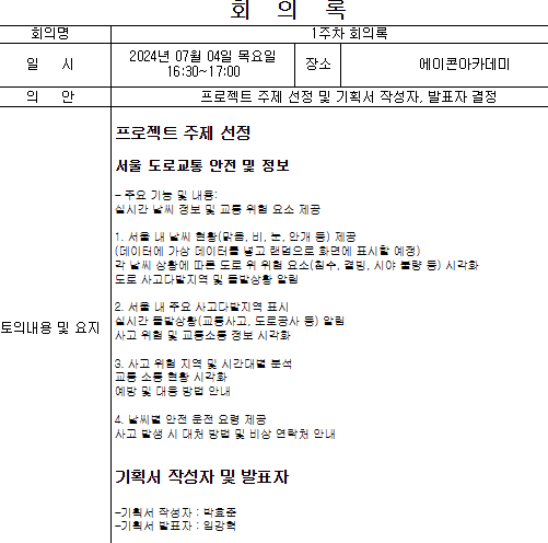 회 의 록
회의명 1주차 회의록
일 시 2024년 07월 04일 목요일 16:30~17:00 장소 에이콘아카데미
의 안 프로젝트 주제 선정 및 기획서 작성자, 발표자 결정
토의내용 및 요지
프로젝트 주제 선정
서울 도로교통 안전 및 정보
- 주요 기능 및 내용:
실시간 날씨 정보 및 교통 위험 요소 제공
1. 서울 내 날씨 현황(맑음, 비, 눈, 안개 등) 제공
(데이터에 가상 데이터를 넣고 랜덤으로 화면에 표시할 예정)
각 날씨 상황에 따른 도로 위 위험 요소(침수, 결빙, 시야 불량 등) 시각화
도로 사고다발지역 및 돌발상황 알림
2. 서울 내 주요 사고다발지역 표시
실시간 돌발상황(교통사고, 도로공사 등) 알림
사고 위험 및 교통소통 정보 시각화
3. 사고 위험 지역 및 시간대별 분석
교통 소통 현황 시각화
예방 및 대응 방법 안내
4. 날씨별 안전 운전 요령 제공
사고 발생 시 대처 방법 및 비상 연락처 안내
기획서 작성자 및 발표자
-기획서 작성자 : 박효준
-기획서 발표자 : 임강혁